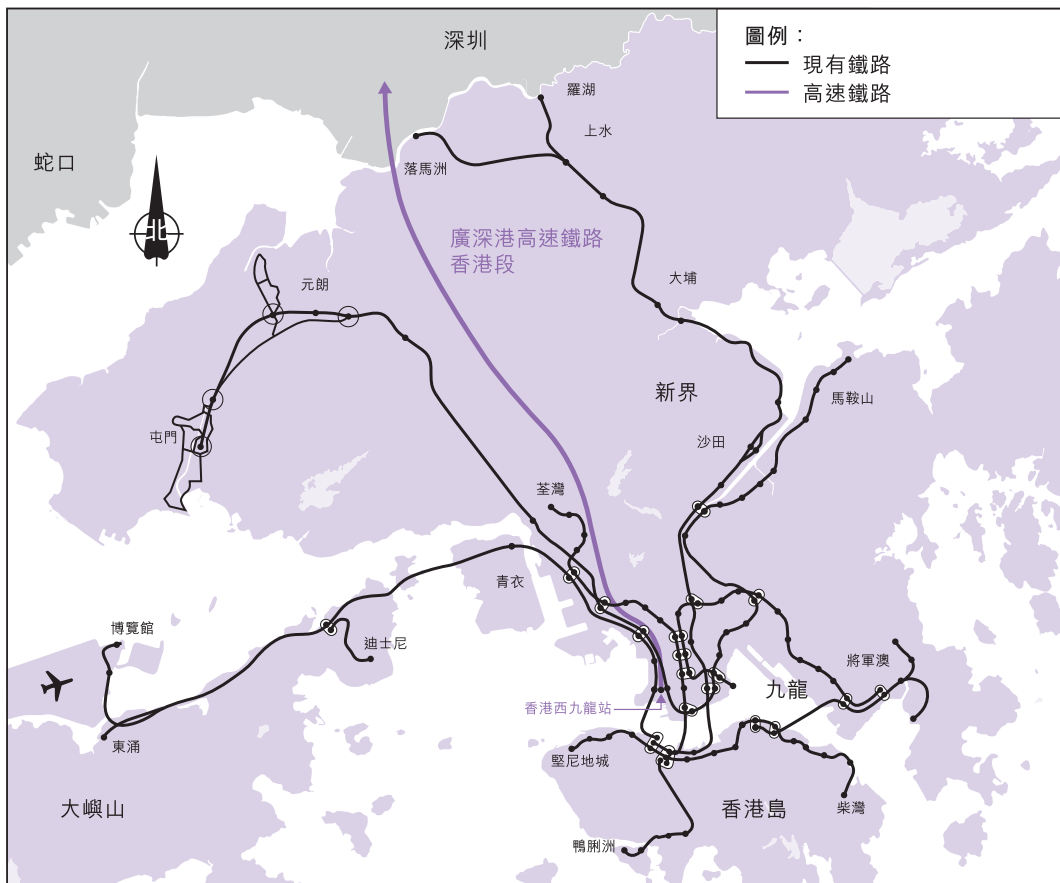 深圳
圖例：
現有鐵路
高速鐵路
羅湖
上水
蛇口
落馬洲
北
廣深港高速鐵路
香港段
元朗
大埔
新界
馬鞍山
屯門
沙田
荃灣
青衣
博覽館
迪士尼
將軍澳
九龍
香港西九龍站
東涌
堅尼地城
大嶼山
香港島
柴灣
鴨脷洲